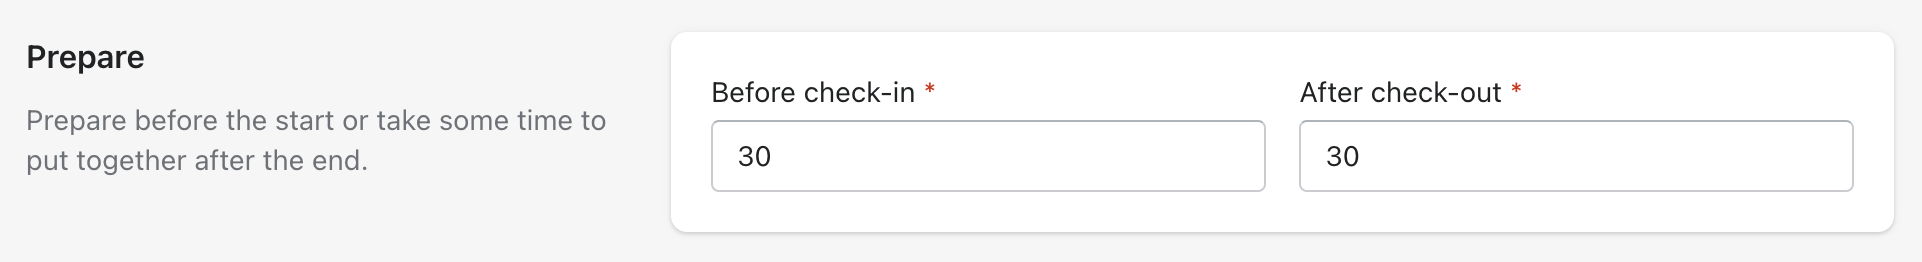 Prepare
Prepare before the start or take some time to
put together after the end.
Before check-in *
30
After check-out *
30